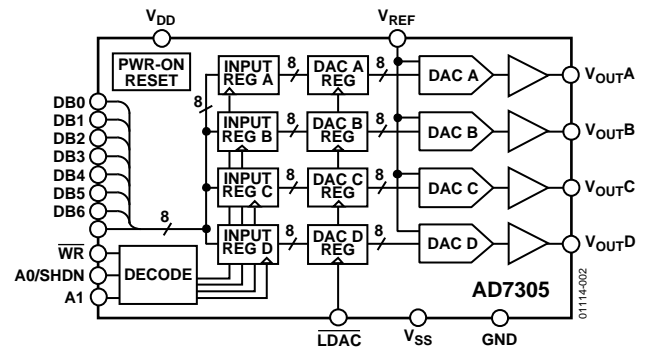 VDD
VREF
PWR-ON
RESET
INPUT
REG A
8
DAC A
REG
8
DAC A
VOUTA
8
DB0
DB1
DB2
DB3
DB4
DB5
DB6
8
INPUT
REG B
8
DAC B
REG
8
DAC B
VOUTB
INPUT
REG C
8
DAC C
REG
8
DAC C
VOUTC
INPUT
REG D
8
DAC D
REG
8
DAC D
VOUTD
WR
A0/SHDN
A1
DECODE
AD7305
01114-002
LDAC
VSS
GND